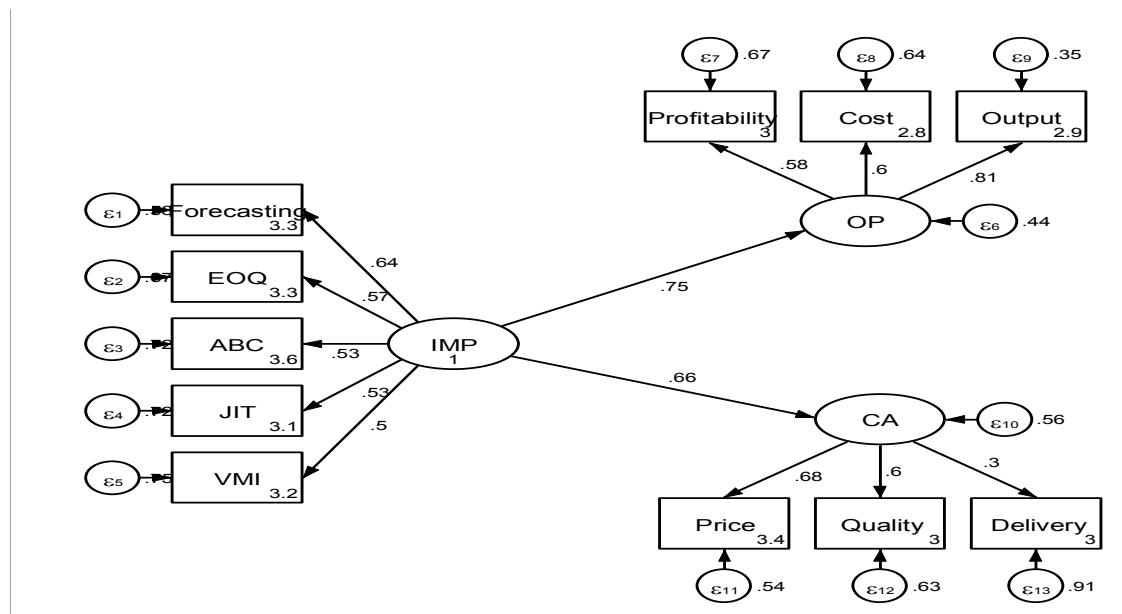 ε7 .67
ε8 .64
ε9 .35
Profitability 3
Cost 2.8
Output 2.9
.58
.6
.81
OP
ε6 .44
ε1
Forecasting 3.3
ε2
EOQ 3.3
ε3
ABC 3.6
ε4
JIT 3.1
ε5
VMI 3.2
.64
.57
.53
.53
.5
IMP
1
.75
.66
CA
ε10 .56
.68
.6
.3
Price 3.4
Quality 3
Delivery 3
ε11 .54
ε12 .63
ε13 .91